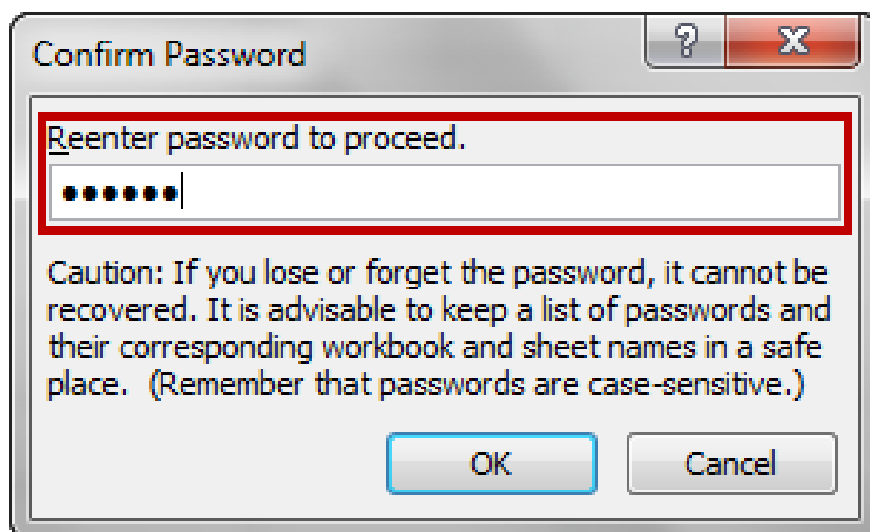 Confirm Password
?
Reenter password to proceed.
●●●●●●
Caution: If you lose or forget the password, it cannot be
recovered. It is advisable to keep a list of passwords and
their corresponding workbook and sheet names in a safe
place.  (Remember that passwords are case-sensitive.)
OK
Cancel